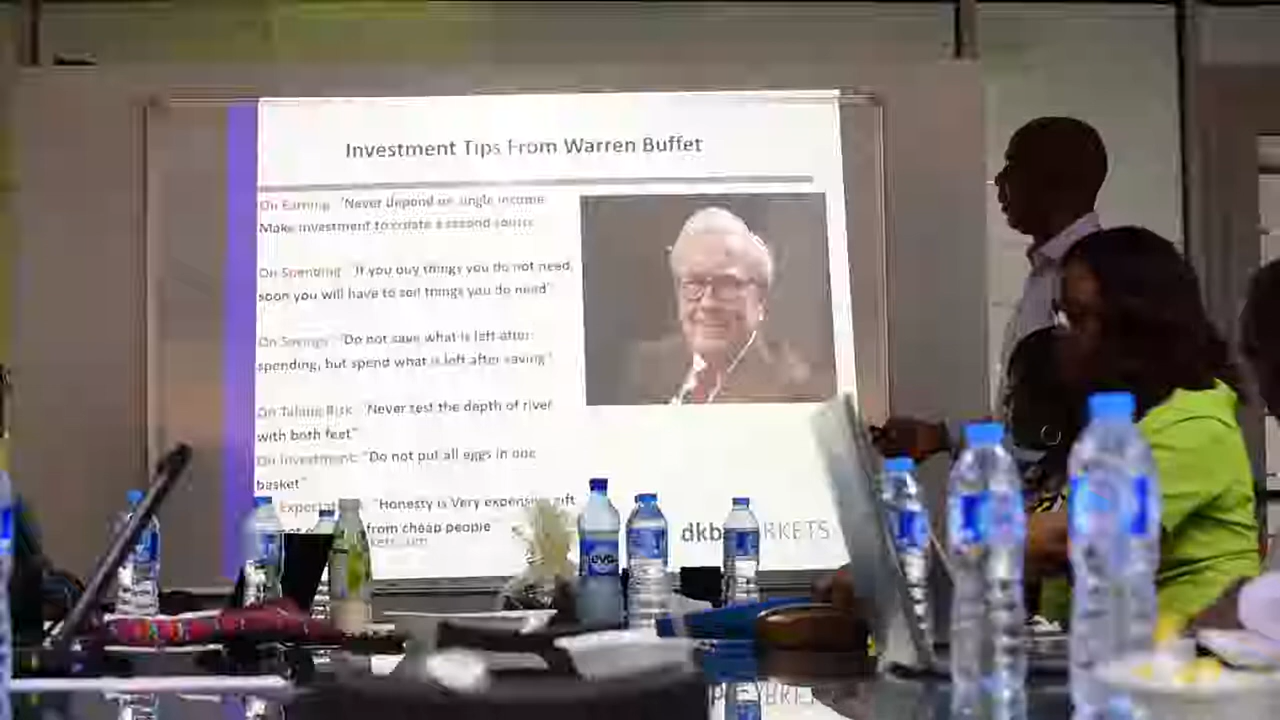 Investment Tips From Warren Buffet
On Earning: "Never depend on single income.
Make investment to create a second source
On Spending: "If you buy things you do not need,
soon you will have to sell things you do need"
On Savings: "Do not save what is left after
spending, but spend what is left after saving"
On Taking Risk: "Never test the depth of river
with both feet"
On Investment: "Do not put all eggs in one
basket"
"Honesty is Very expensive gift
from cheap people
dkb RKETS